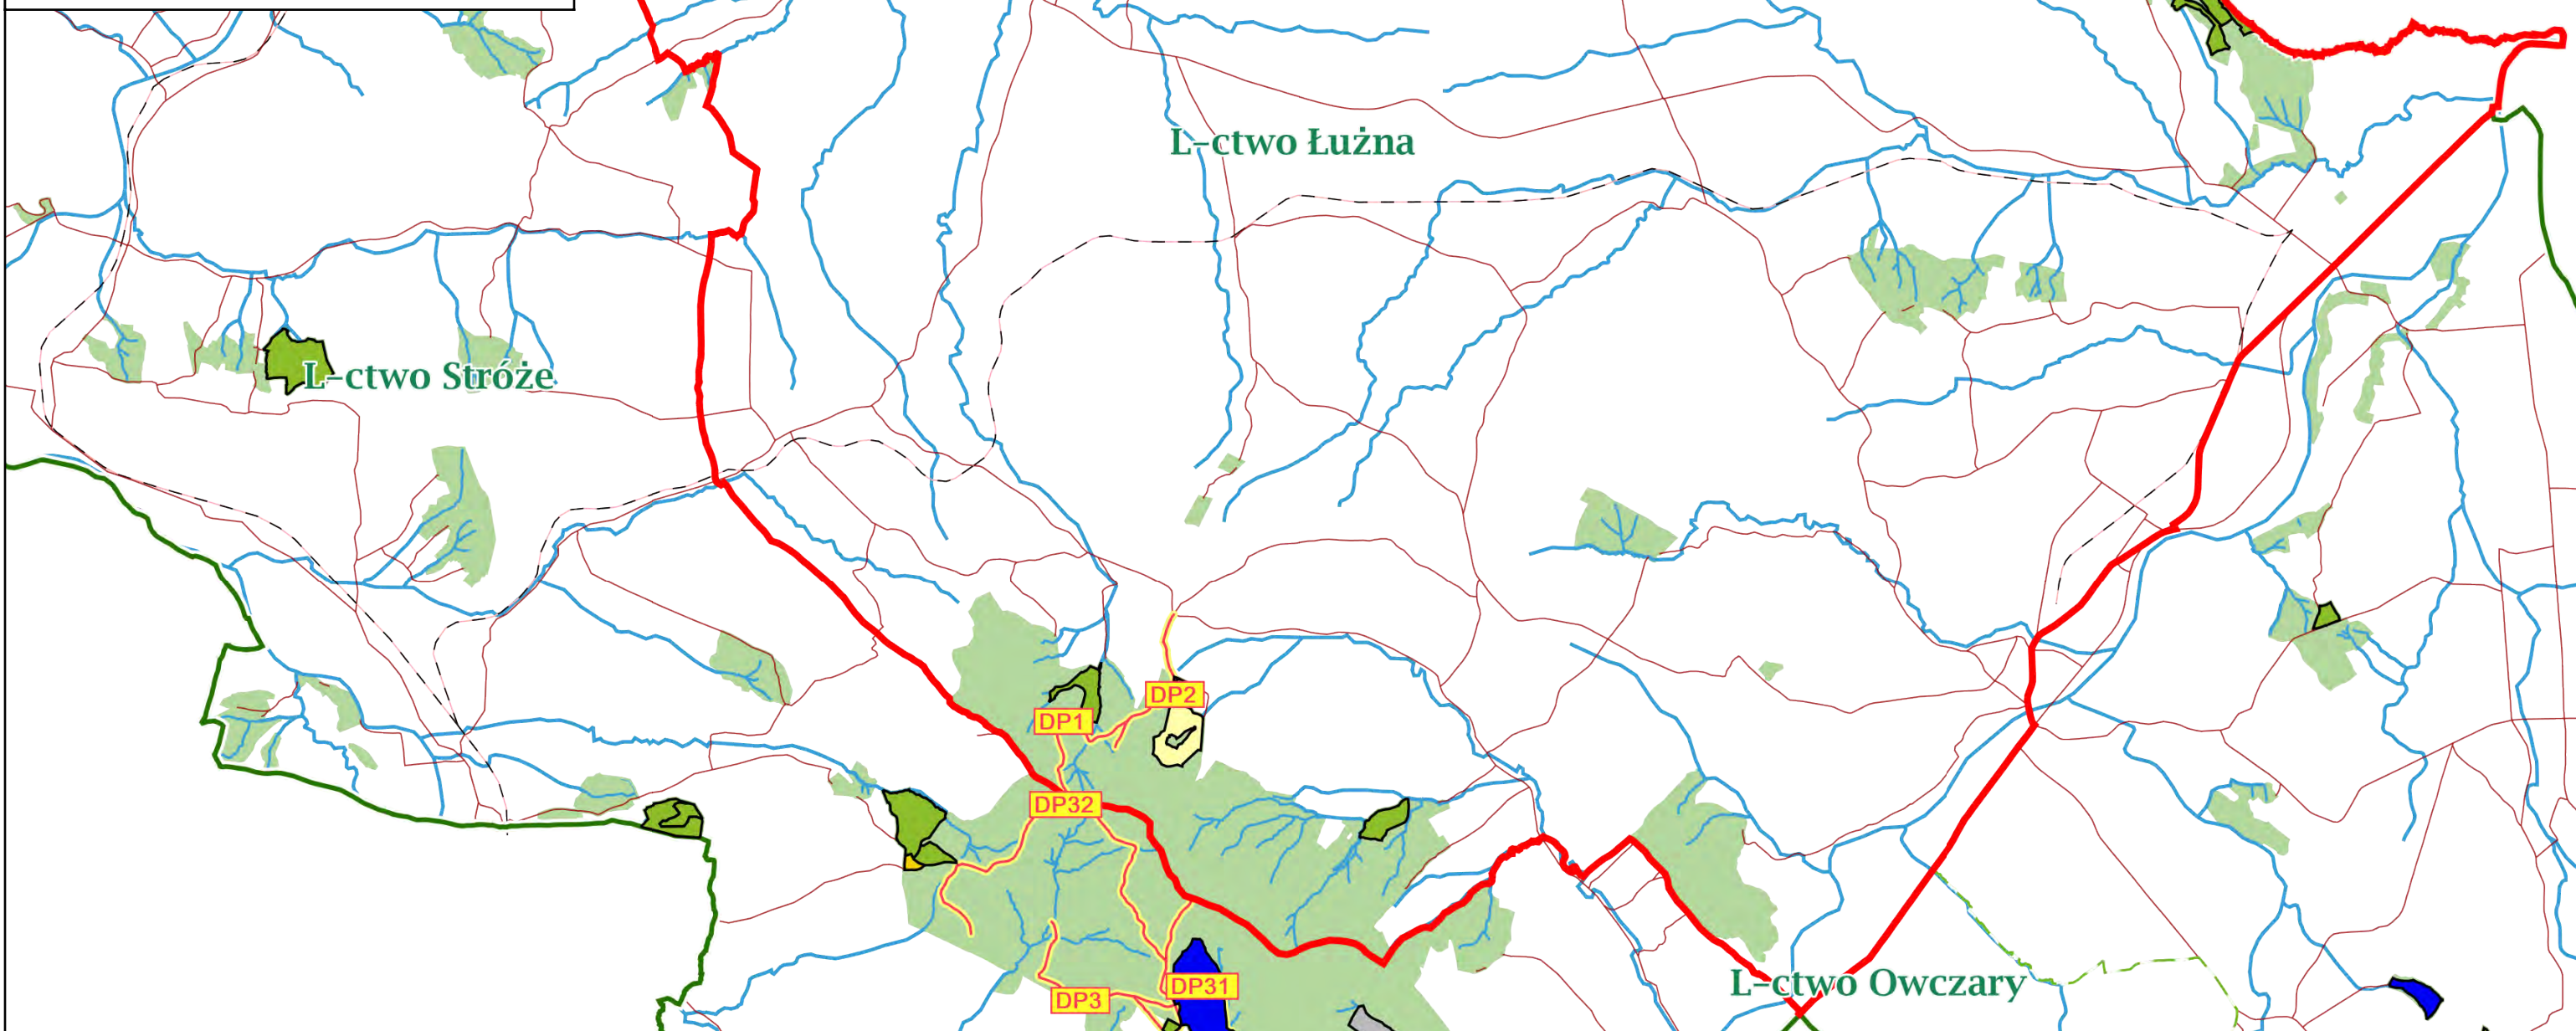 L-ctwo Łużna
L-ctwo Stróże
DP2
DP1
DP32
L-ctwo Owczary
DP31
DP3